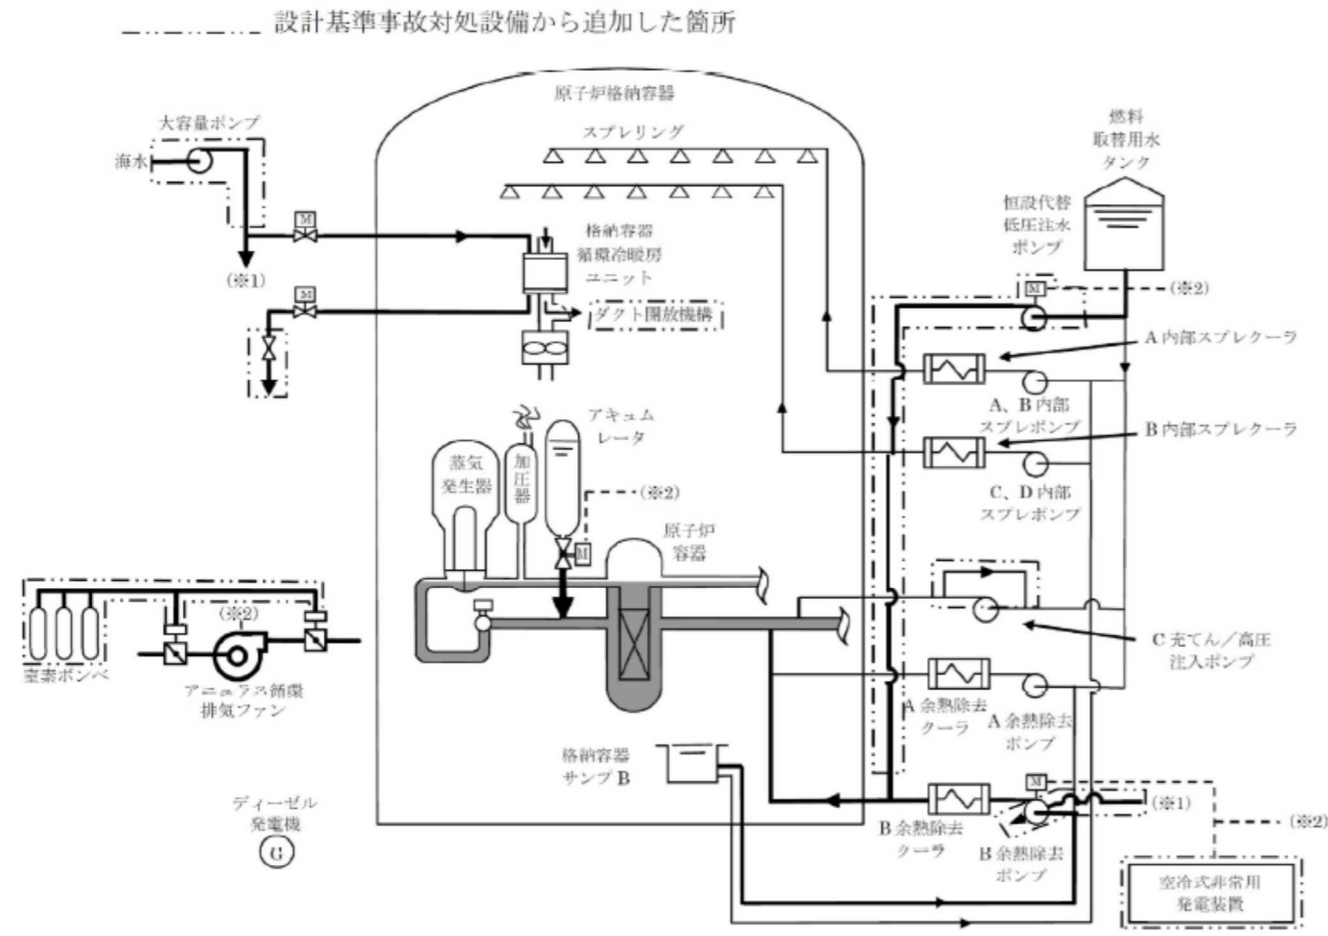 設計基準事故対処設備から追加した箇所
原子炉格納容器
スプレリング
大容量ポンプ
海水
M
(※1)
M
格納容器
循環冷暖房
ユニット
ダクト開放機構
燃料
取替用水
タンク
恒設代替
低圧注水
ポンプ
M
(※2)
A内部スプレクーラ
A、B内部
スプレポンプ
B内部スプレクーラ
C、D内部
スプレポンプ
アキュム
レータ
蒸気
発生器
加圧器
(※2)
M
原子炉
容器
C充てん／高圧
注入ポンプ
(※2)
窒素ボンベ
アニュラス循環
排気ファン
A余熱除去
クーラ
A余熱除去
ポンプ
格納容器
サンプB
M
(※1)
(※2)
B余熱除去
クーラ
B余熱除去
ポンプ
ディーゼル
発電機
G
空冷式非常用
発電装置